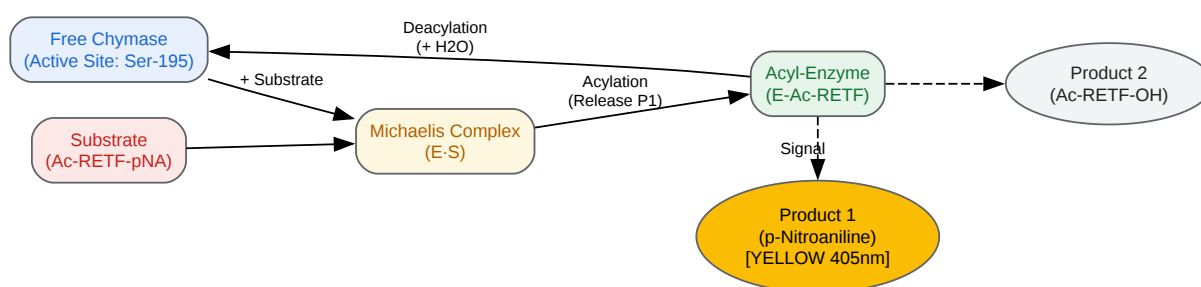 Free Chymase
(Active Site: Ser-195)
Deacylation
(+ H2O)
+ Substrate
Substrate
(Ac-RETF-pNA)
Michaelis Complex
(E·S)
Acylation
(Release P1)
Acyl-Enzyme
(E-Ac-RETF)
Product 2
(Ac-RETF-OH)
Signal
Product 1
(p-Nitroaniline)
[YELLOW 405nm]